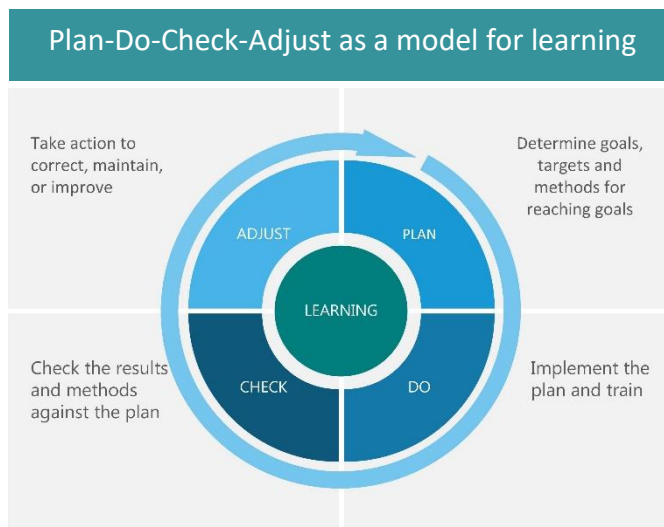 Plan-Do-Check-Adjust as a model for learning
Take action to
correct, maintain,
or improve
Determine goals,
targets and
methods for
reaching goals
ADJUST
PLAN
LEARNING
CHECK
DO
Check the results
and methods
against the plan
Implement the
plan and train